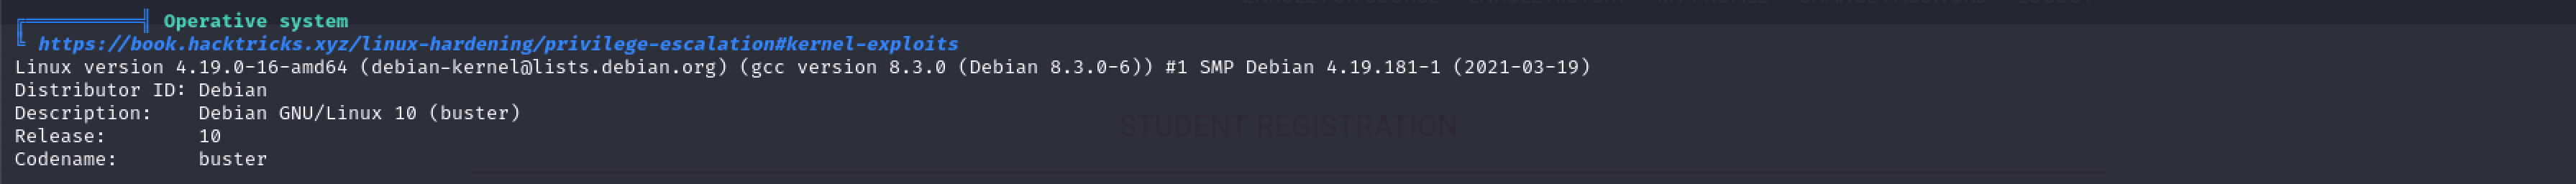 Operative system
https://book.hacktricks.xyz/linux-hardening/privilege-escalation#kernel-exploits
Linux version 4.19.0-16-amd64 (debian-kernel@lists.debian.org) (gcc version 8.3.0 (Debian 8.3.0-6)) #1 SMP Debian 4.19.181-1 (2021-03-19)
Distributor ID: Debian
Description: Debian GNU/Linux 10 (buster)
STUDENT REGISTRATION
Release: 10
Codename: buster